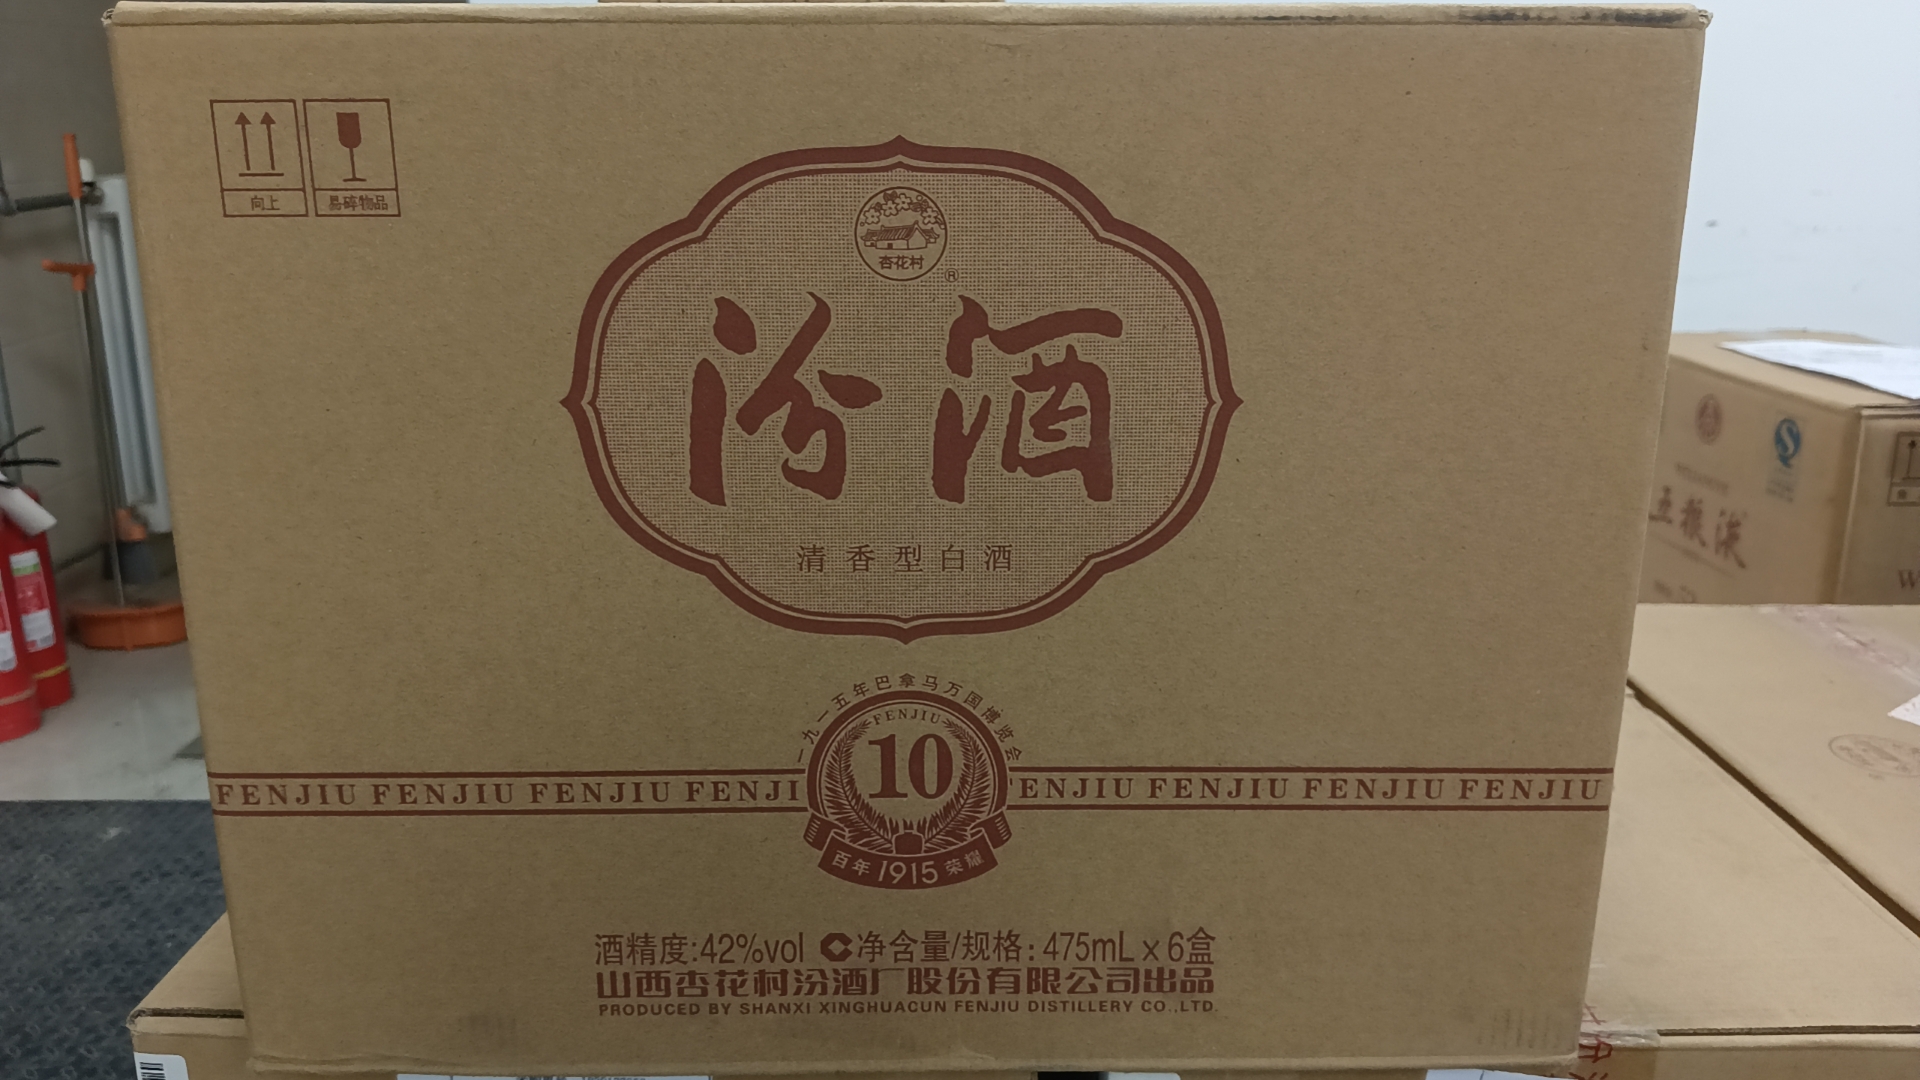 向上
易碎物品
杏花村
®
汾酒
清香型白酒
一九一五年巴拿马万国博览会
FENJIU
10
FENJIU FENJIU FENJIU FENJI
ENJIU FENJIU FENJIU FENJIU
百年 1915 荣耀
酒精度:42%vol 净含量/规格: 475mL x 6盒
山西杏花村汾酒厂股份有限公司出品
PRODUCED BY SHANXI XINGHUACUN FENJIU DISTILLERY CO.,LTD.
五粮液
W